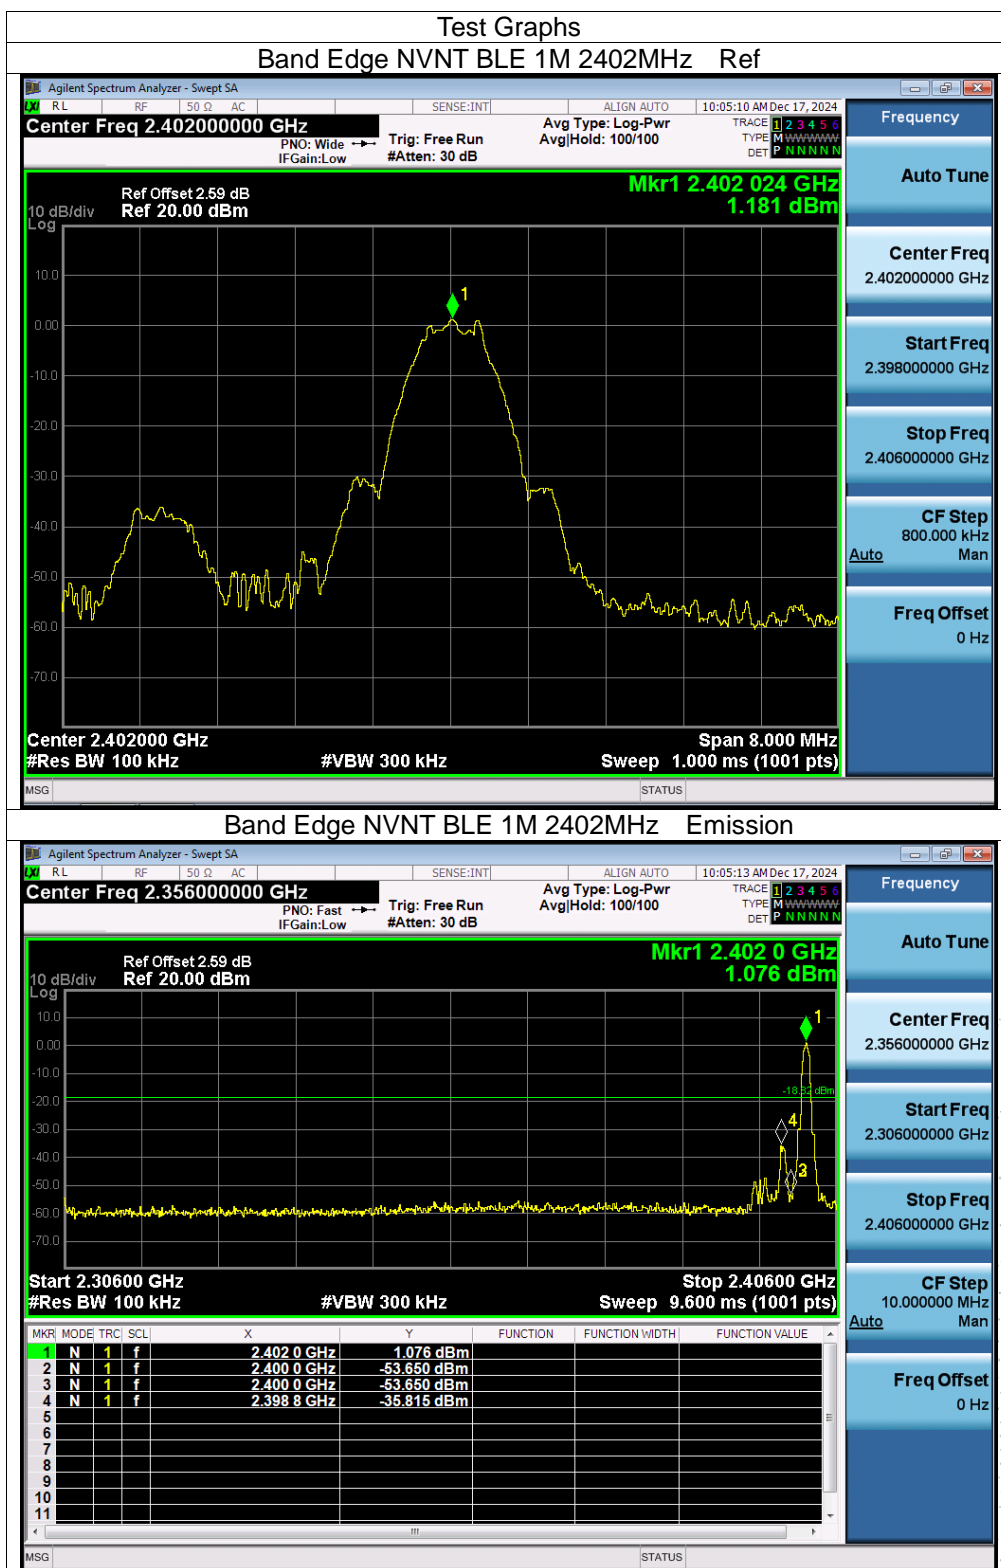 Test Graphs
Band Edge NVNT BLE 1M 2402MHz Ref
Agilent Spectrum Analyzer - Swept SA
LXI RL RF 50 Ω AC SENSE:INT ALIGN AUTO 10:05:10 AM Dec 17, 2024
Center Freq 2.402000000 GHz Avg Type: Log-Pwr TRACE 1 2 3 4 5 6
PNO: Wide Trig: Free Run Avg|Hold: 100/100 TYPE M WWWWW
IFGain:Low #Atten: 30 dB DET P N N N N N
Frequency
Auto Tune
Mkr1 2.402 024 GHz
1.181 dBm
Ref Offset 2.59 dB
10 dB/div Ref 20.00 dBm
Log
10.0
0.00
-10.0
-20.0
-30.0
-40.0
-50.0
-60.0
-70.0
1
Center Freq
2.402000000 GHz
Start Freq
2.398000000 GHz
Stop Freq
2.406000000 GHz
CF Step
800.000 kHz
Auto Man
Freq Offset
0 Hz
Center 2.402000 GHz Span 8.000 MHz
#Res BW 100 kHz #VBW 300 kHz Sweep 1.000 ms (1001 pts)
MSG STATUS
Band Edge NVNT BLE 1M 2402MHz Emission
Agilent Spectrum Analyzer - Swept SA
LXI RL RF 50 Ω AC SENSE:INT ALIGN AUTO 10:05:13 AM Dec 17, 2024
Center Freq 2.356000000 GHz Avg Type: Log-Pwr TRACE 1 2 3 4 5 6
PNO: Fast Trig: Free Run Avg|Hold: 100/100 TYPE M WWWWW
IFGain:Low #Atten: 30 dB DET P N N N N N
Frequency
Auto Tune
Mkr1 2.402 0 GHz
1.076 dBm
Ref Offset 2.59 dB
10 dB/div Ref 20.00 dBm
Log
10.0
0.00
-10.0
-20.0
-30.0
-40.0
-50.0
-60.0
-70.0
1
-18.82 dBm
4
3
Center Freq
2.356000000 GHz
Start Freq
2.306000000 GHz
Stop Freq
2.406000000 GHz
CF Step
10.000000 MHz
Auto Man
Freq Offset
0 Hz
Start 2.30600 GHz Stop 2.40600 GHz
#Res BW 100 kHz #VBW 300 kHz Sweep 9.600 ms (1001 pts)
MKR MODE TRC SCL X Y FUNCTION FUNCTION WIDTH FUNCTION VALUE
1 N 1 f 2.402 0 GHz 1.076 dBm
2 N 1 f 2.400 0 GHz -53.650 dBm
3 N 1 f 2.400 0 GHz -53.650 dBm
4 N 1 f 2.398 8 GHz -35.815 dBm
5
6
7
8
9
10
11
MSG STATUS